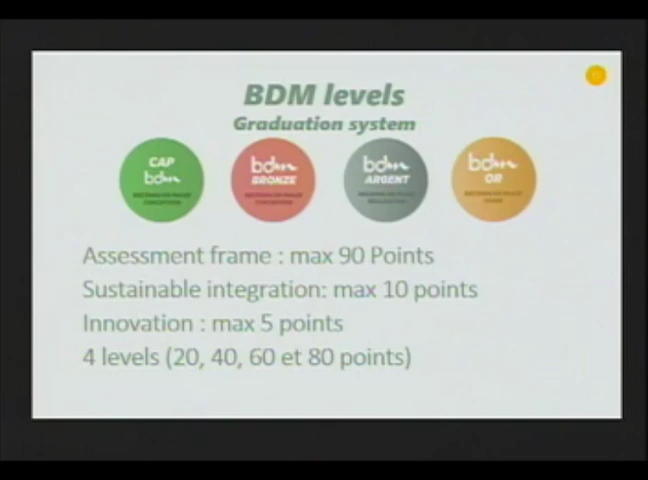 BDM levels
Graduation system
CAP
bdm
bdm
BRONZE
bdm
ARGENT
bdm
OR
Assessment frame : max 90 Points
Sustainable integration: max 10 points
Innovation : max 5 points
4 levels (20, 40, 60 et 80 points)